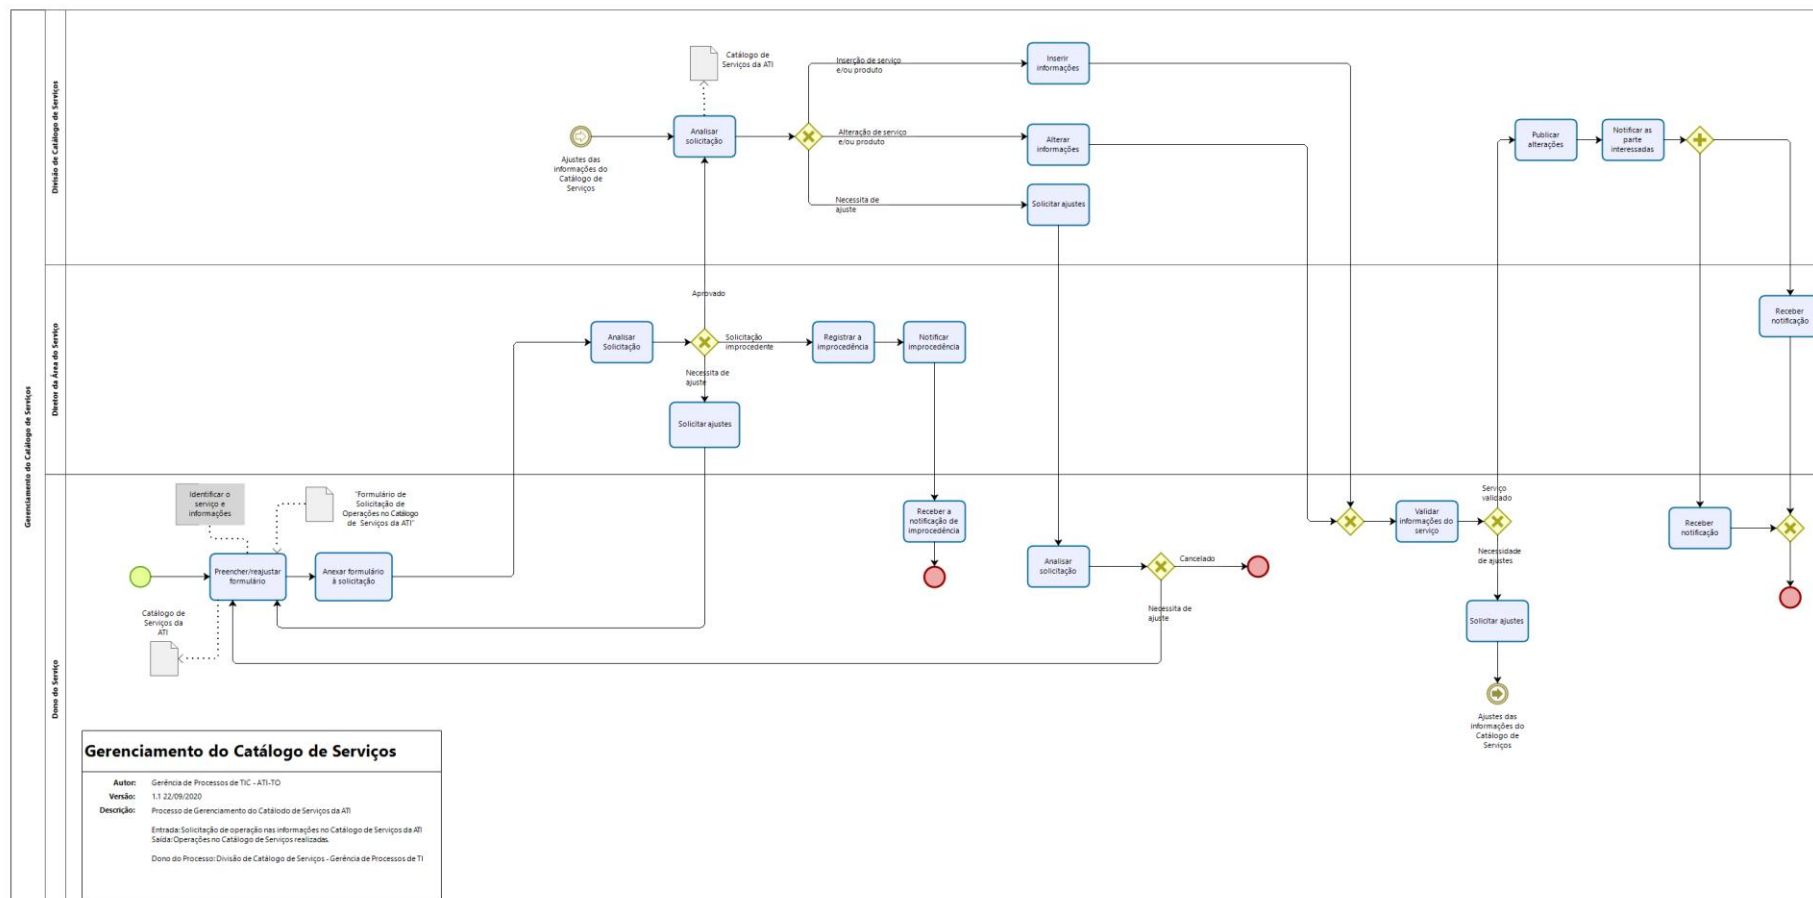 Gerenciamento do Catálogo de Serviços
Divisão de Catálogo de Serviços
Catálogo de
Serviços da ATI
Ajustes das
informações do
Catálogo de
Serviços
Analisar
solicitação
Inserção de serviço
e/ou produto
Alteração de serviço
e/ou produto
Necessita de
ajuste
Inserir
informações
Alterar
informações
Solicitar ajustes
Publicar
alterações
Notificar as
parte
interessadas
Diretor da Área do Serviço
Aprovado
Analisar
Solicitação
Solicitação
improcedente
Necessita de
ajuste
Solicitar ajustes
Registrar a
improcedência
Notificar
improcedência
Receber
notificação
Dono do Serviço
Identificar o
serviço e
informações
"Formulário de
Solicitação de
Operações no Catálogo
de Serviços da ATI"
Preencher/reajustar
formulário
Anexar formulário
à solicitação
Catálogo de
Serviços da
ATI
Receber a
notificação de
improcedência
Analisar
solicitação
Cancelado
Necessita de
ajuste
Validar
informações do
serviço
Serviço
validado
Necessidade
de ajustes
Solicitar ajustes
Ajustes das
informações do
Catálogo de
Serviços
Receber
notificação
Gerenciamento do Catálogo de Serviços
Autor: Gerência de Processos de TIC - ATI-TO
Versão: 1.1 22/09/2020
Descrição: Processo de Gerenciamento do Catálodo de Serviços da ATI
Entrada: Solicitação de operação nas informações no Catálogo de Serviços da ATI
Saída: Operações no Catálogo de Serviços realizadas.
Dono do Processo: Divisão de Catálogo de Serviços - Gerência de Processos de TI